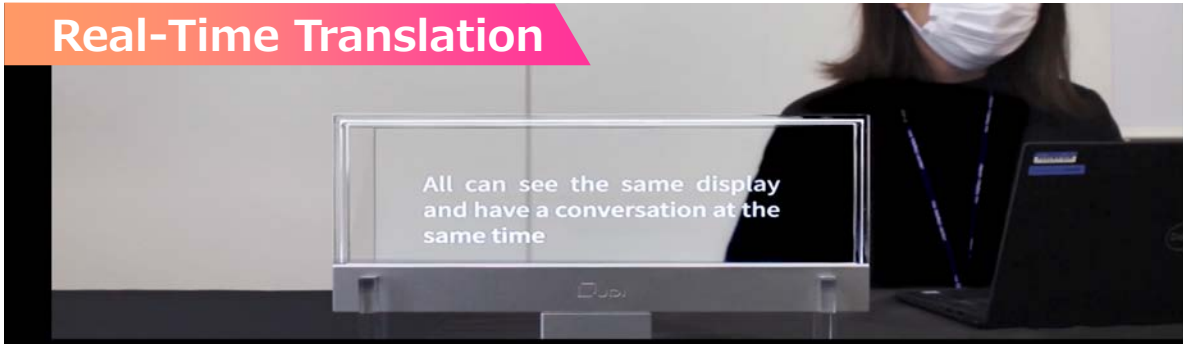 Real-Time Translation
All can see the same display
and have a conversation at the
same time